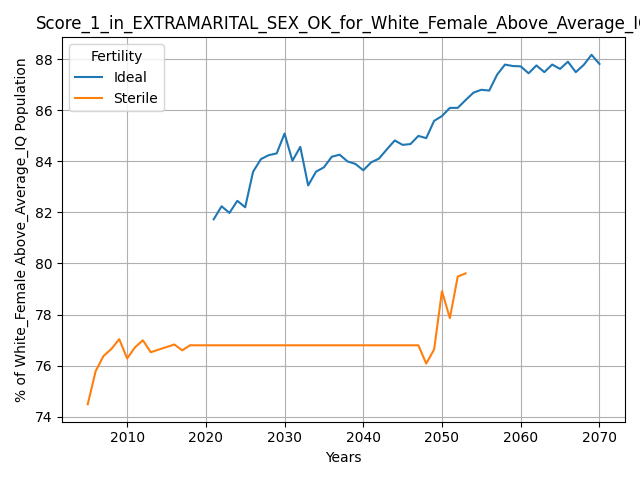 Score_1_in_EXTRAMARITAL_SEX_OK_for_White_Female_Above_Average_IQ
Fertility
Ideal
Sterile
% of White_Female Above_Average_IQ Population
88
86
84
82
80
78
76
74
2010 2020 2030 2040 2050 2060 2070
Years